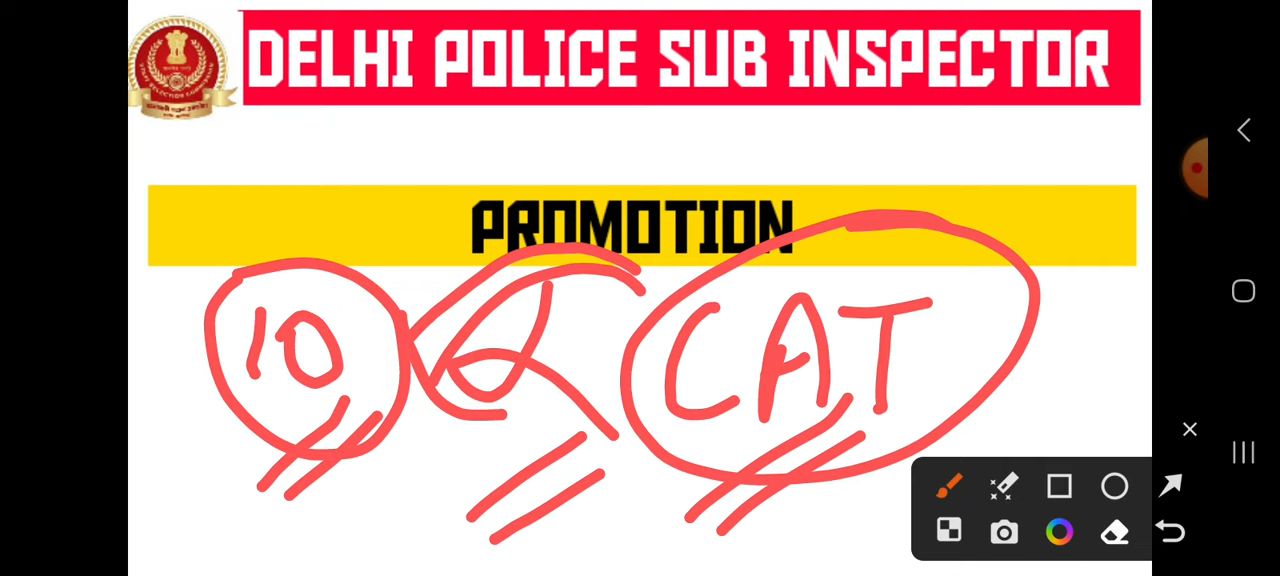 DELHI POLICE SUB INSPECTOR
PROMOTION
10 CAT